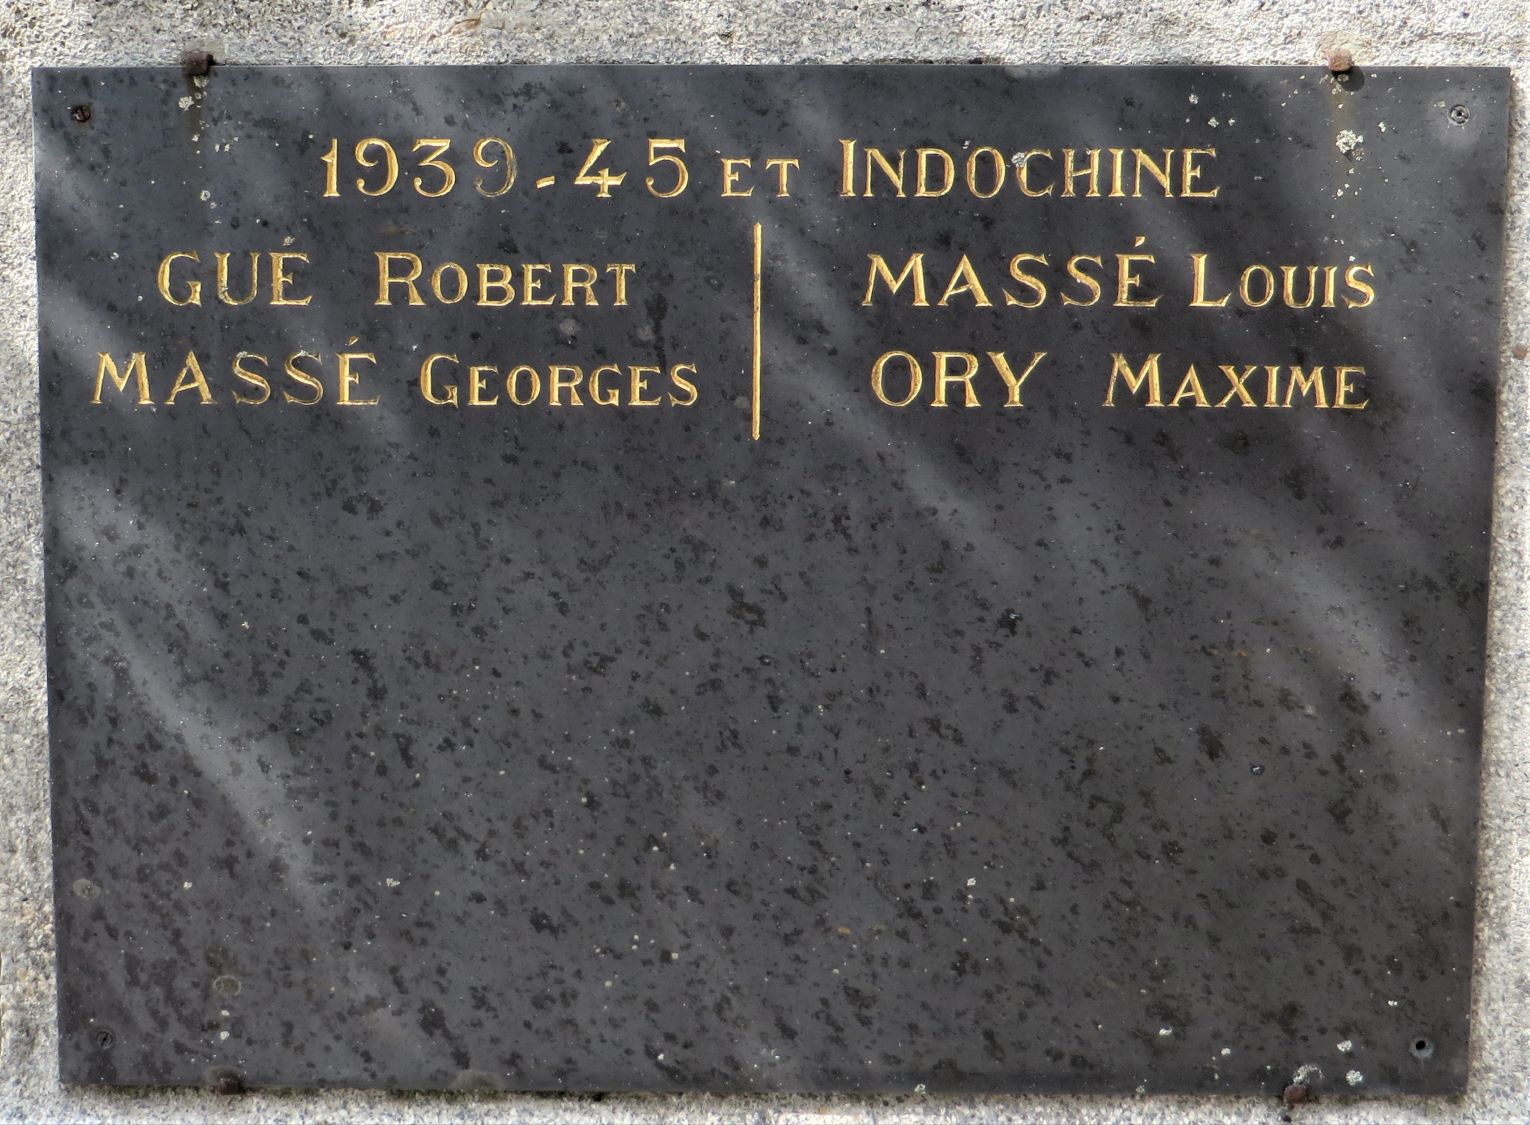 1939-45 ET INDOCHINE
GUÉ ROBERT
MASSÉ GEORGES
MASSÉ LOUIS
ORY MAXIME